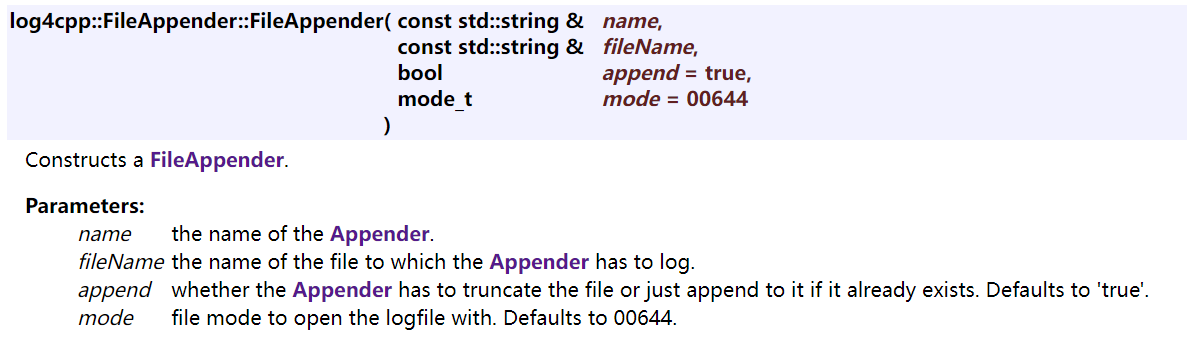 log4cpp::FileAppender::FileAppender( const std::string & name,
const std::string & fileName,
bool append = true,
mode_t mode = 00644
)
Constructs a FileAppender.
Parameters:
name the name of the Appender.
fileName the name of the file to which the Appender has to log.
append whether the Appender has to truncate the file or just append to it if it already exists. Defaults to 'true'.
mode file mode to open the logfile with. Defaults to 00644.